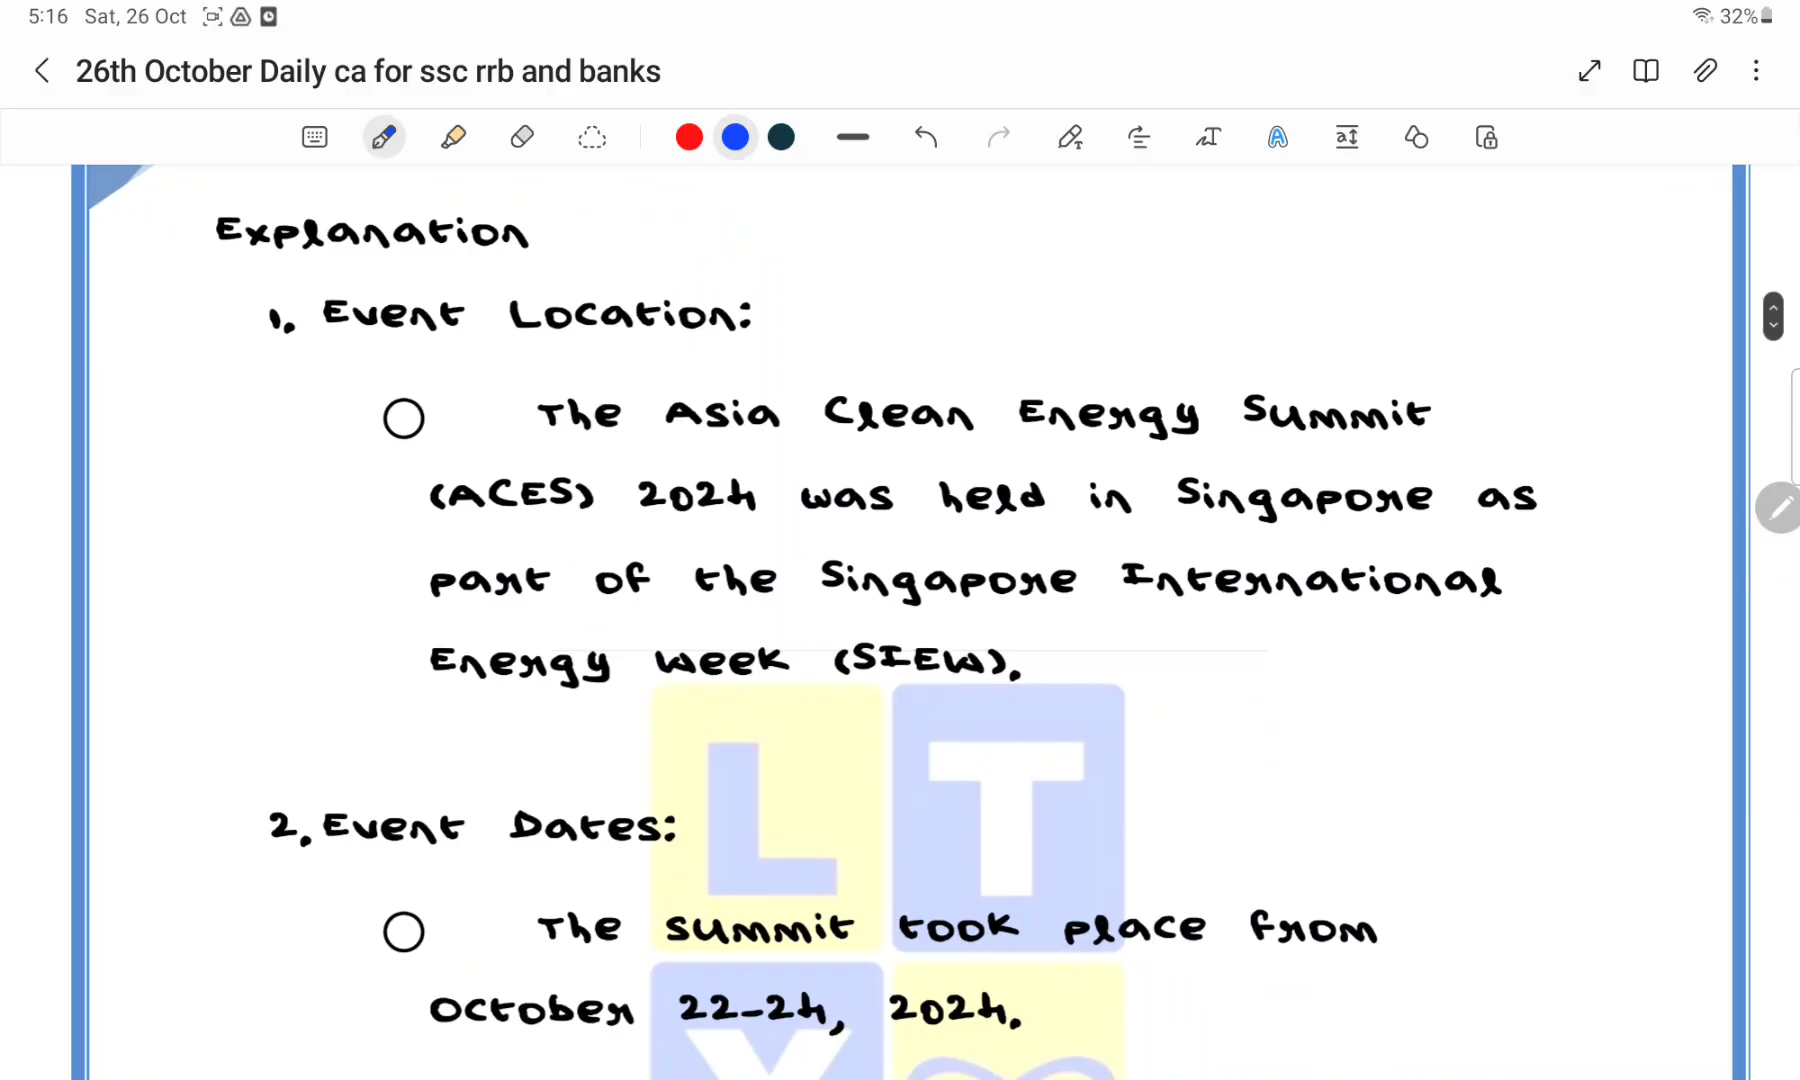 5:16 Sat, 26 Oct
32%
26th October Daily ca for ssc rrb and banks
Explanation
1. Event Location:
The Asia Clean Energy Summit
(ACES) 2024 was held in Singapore as
part of the Singapore International
Energy Week (SIEW).
2. Event Dates:
The summit took place from
October 22-24, 2024.
L T
Y